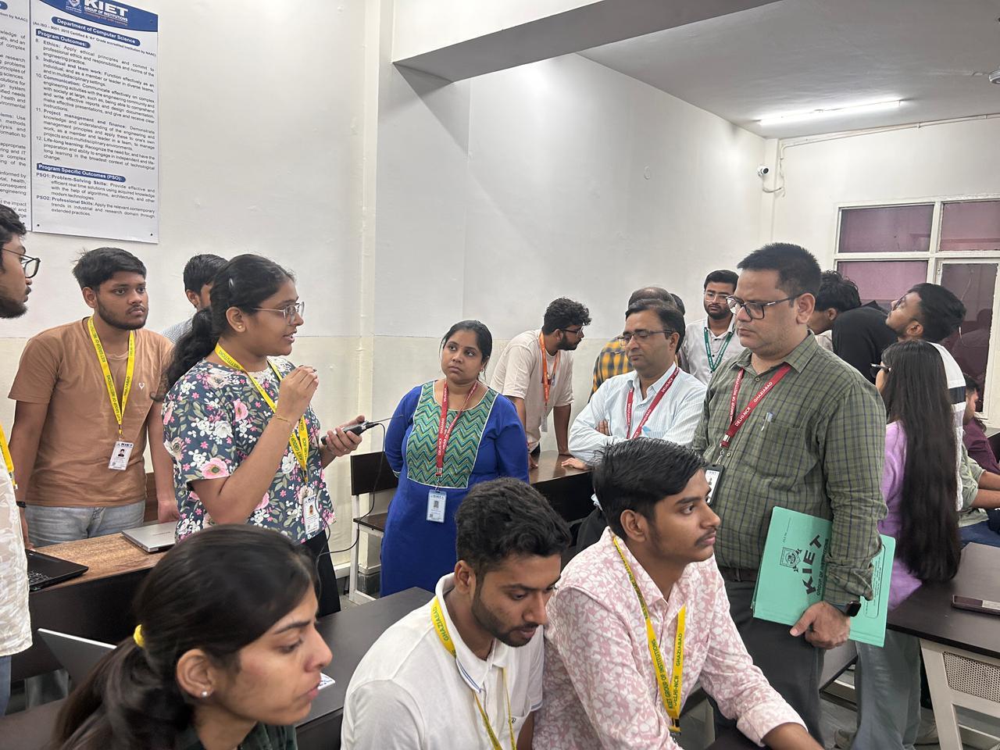 KIET
GROUP OF INSTITUTIONS
Connecting Life with Learning
Department of Computer Science
(An ISO - 9001: 2015 Certified & 'A+' Grade accredited Institution by NAAC)
Program Outcomes:
8. Ethics: Apply ethical principles and commit to
professional ethics and responsibilities and norms of the
engineering practice.
9. Individual and team work: Function effectively as an
individual, and as a member or leader in diverse teams,
and in multidisciplinary settings.
10. Communication: Communicate effectively on complex
engineering activities with the engineering community and
with society at large, such as, being able to comprehend
and write effective reports and design documentation,
make effective presentations, and give and receive clear
instructions.
11. Project management and finance: Demonstrate
knowledge and understanding of the engineering and
management principles and apply these to one's own
work, as a member and leader in a team, to manage
projects and in multidisciplinary environments.
12. Life-long learning: Recognize the need for, and have the
preparation and ability to engage in independent and life-
long learning in the broadest context of technological
change.
Program Specific Outcomes (PSO):
PSO1: Problem-Solving Skills: Provide effective and
efficient real time solutions using acquired knowledge
with the help of algorithms, architecture, and other
modern technologies.
PSO2: Professional Skills: Apply the relevant contemporary
trends in industrial and research domain through
extended practices.
KIET
KIET
DELHI-NCR
GHAZIABAD
KIET
GROUP OF INSTITUTIONS
GHAZIABAD
KIET GROUP OF INSTITUTIONS
DELHI-NCR
GHAZIABAD